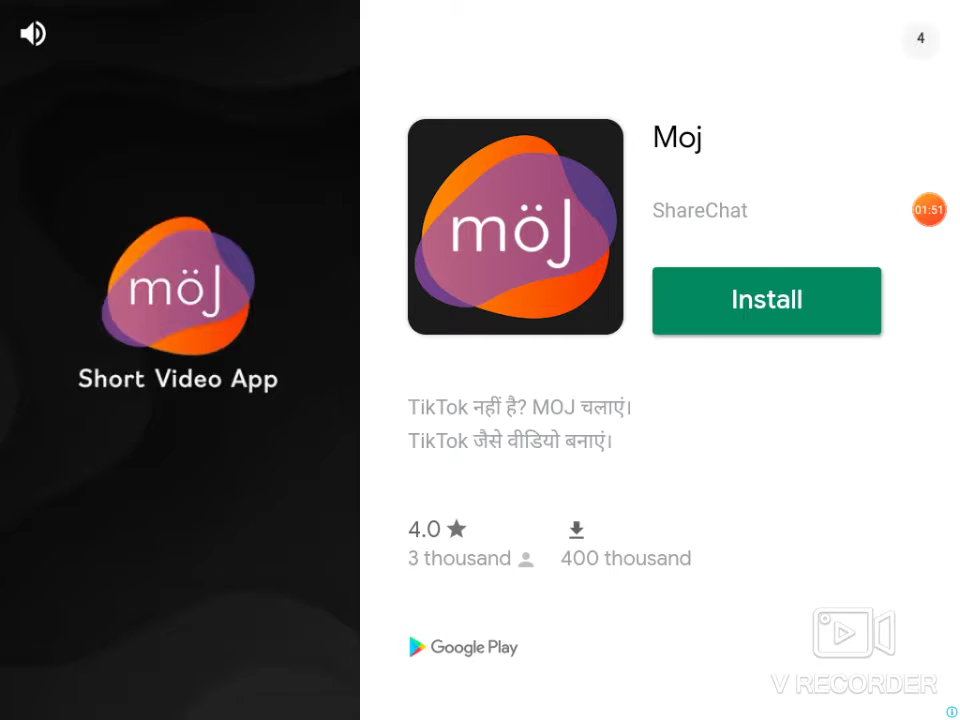 möj
Short Video App
4
möj
Moj
ShareChat
01:51
Install
TikTok नहीं है? MOJ चलाएं।
TikTok जैसे वीडियो बनाएं।
4.0
3 thousand
400 thousand
Google Play
V RECORDER